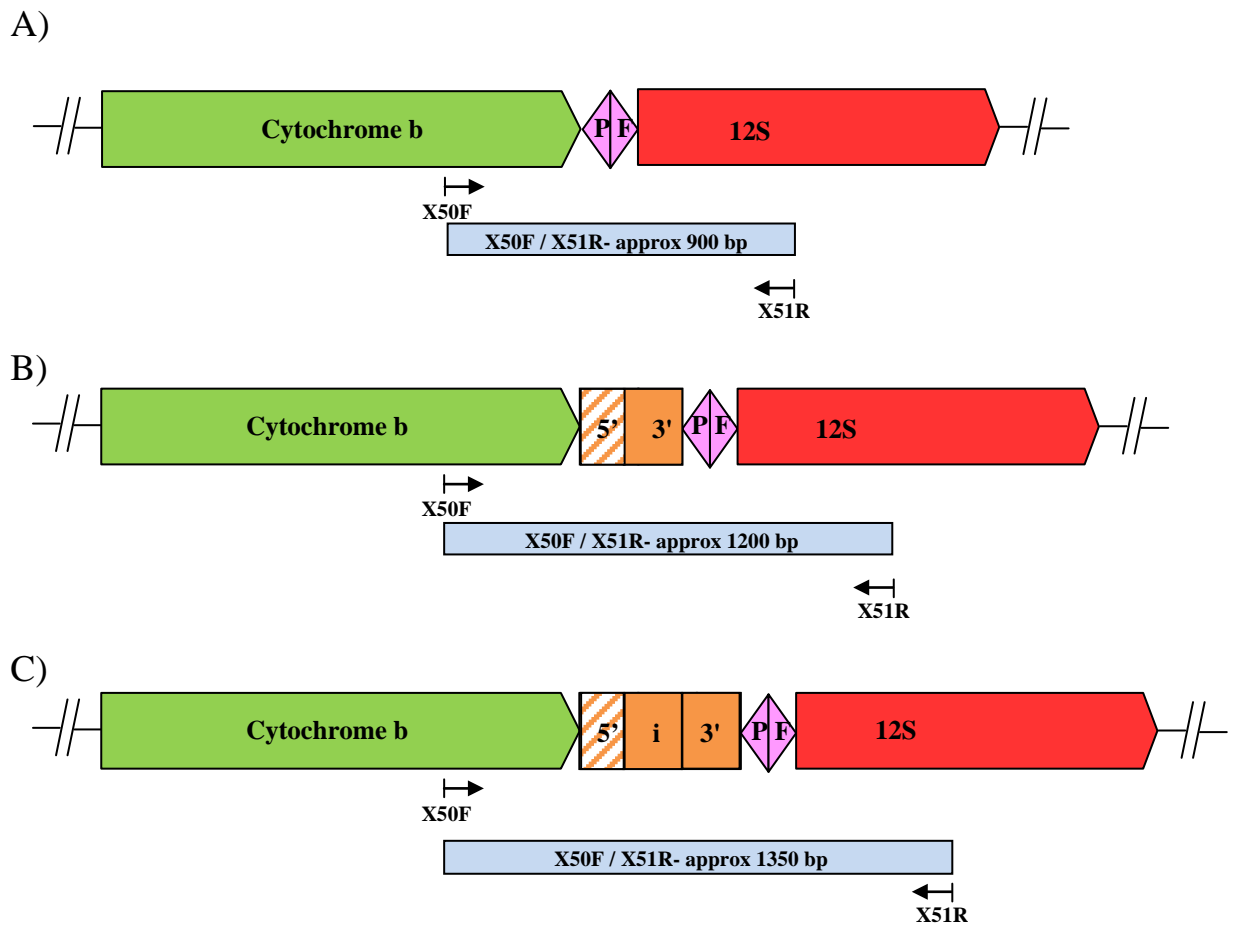 A)
Cytochrome b P F 12S
X50F
X50F / X51R- approx 900 bp
X51R
B)
Cytochrome b 5’ 3' P F 12S
X50F
X50F / X51R- approx 1200 bp
X51R
C)
Cytochrome b 5’ i 3' P F 12S
X50F
X50F / X51R- approx 1350 bp
X51R